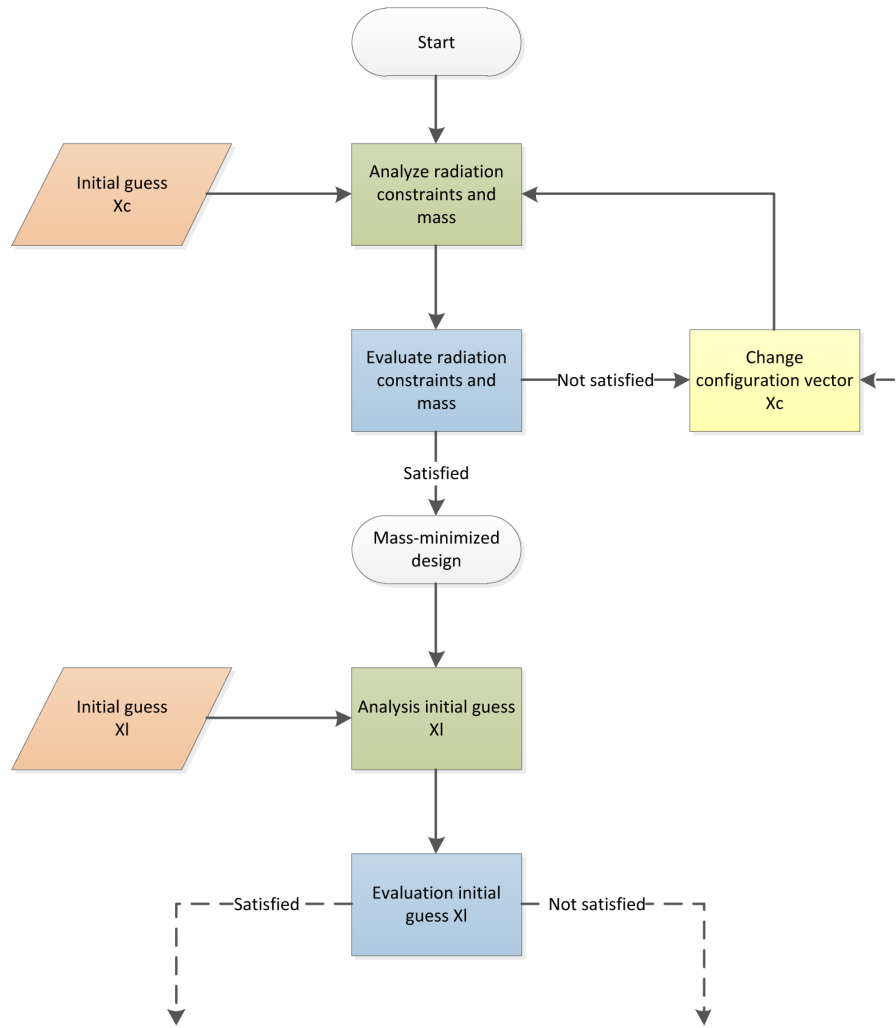 Start
Initial guess
Xc
Analyze radiation
constraints and
mass
Evaluate radiation
constraints and
mass
Not satisfied
Change
configuration vector
Xc
Satisfied
Mass-minimized
design
Initial guess
Xl
Analysis initial guess
Xl
Evaluation initial
guess Xl
Satisfied
Not satisfied